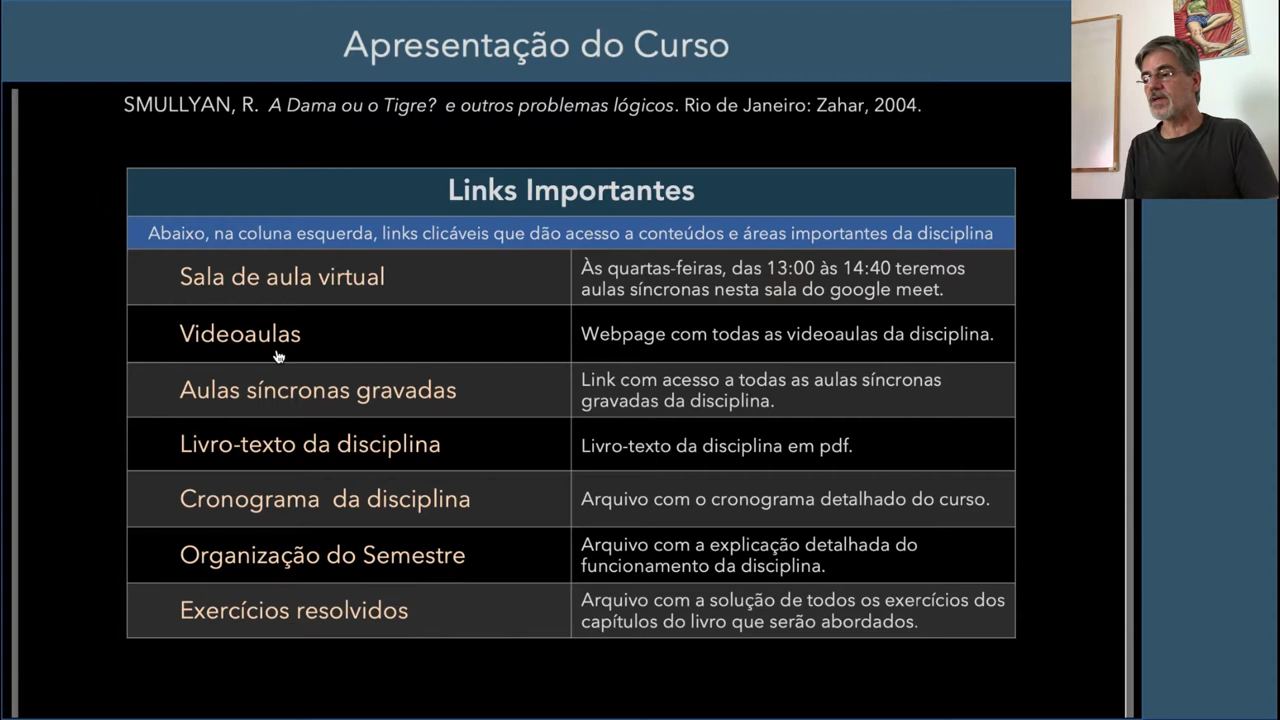 Apresentação do Curso
SMULLYAN, R. A Dama ou o Tigre? e outros problemas lógicos. Rio de Janeiro: Zahar, 2004.
Links Importantes
Abaixo, na coluna esquerda, links clicáveis que dão acesso a conteúdos e áreas importantes da disciplina
Sala de aula virtual
Às quartas-feiras, das 13:00 às 14:40 teremos
aulas síncronas nesta sala do google meet.
Videoaulas
Webpage com todas as videoaulas da disciplina.
Aulas síncronas gravadas
Link com acesso a todas as aulas síncronas
gravadas da disciplina.
Livro-texto da disciplina
Livro-texto da disciplina em pdf.
Cronograma da disciplina
Arquivo com o cronograma detalhado do curso.
Organização do Semestre
Arquivo com a explicação detalhada do
funcionamento da disciplina.
Exercícios resolvidos
Arquivo com a solução de todos os exercícios dos
capítulos do livro que serão abordados.